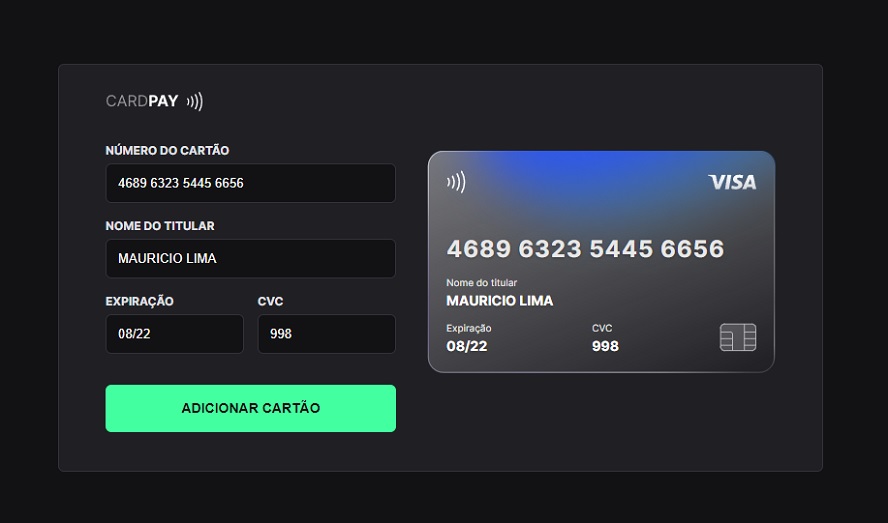 CARDPAY
NÚMERO DO CARTÃO
4689 6323 5445 6656
NOME DO TITULAR
MAURICIO LIMA
EXPIRAÇÃO CVC
08/22 998
ADICIONAR CARTÃO
VISA
4689 6323 5445 6656
Nome do titular
MAURICIO LIMA
Expiração CVC
08/22 998